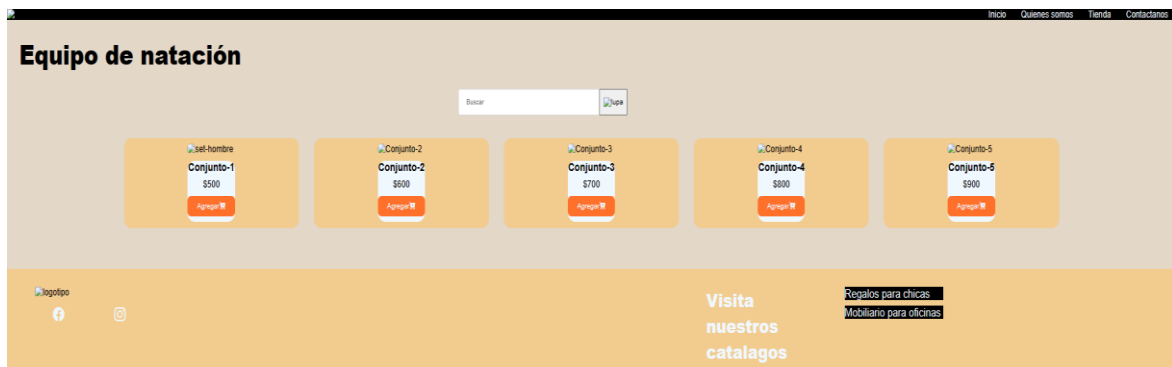 Inicio Quienes somos Tienda Contactanos
Equipo de natación
Buscar lupa
set-hombre Conjunto-2 Conjunto-3 Conjunto-4 Conjunto-5
Conjunto-1 Conjunto-2 Conjunto-3 Conjunto-4 Conjunto-5
$500 $600 $700 $800 $900
Agregar Agregar Agregar Agregar Agregar
logotipo
Visita
nuestros
catalagos
Regalos para chicas
Mobiliario para oficinas